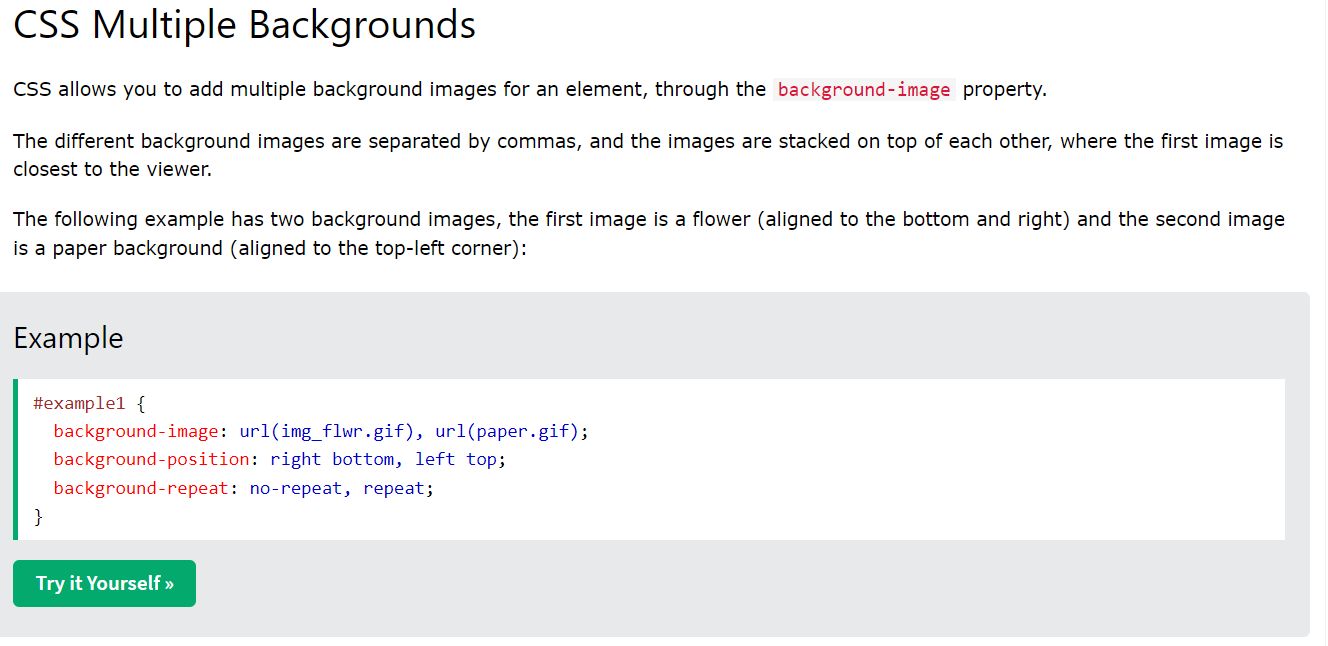 CSS Multiple Backgrounds
CSS allows you to add multiple background images for an element, through the background-image property.
The different background images are separated by commas, and the images are stacked on top of each other, where the first image is
closest to the viewer.
The following example has two background images, the first image is a flower (aligned to the bottom and right) and the second image
is a paper background (aligned to the top-left corner):
Example
#example1 {
  background-image: url(img_flwr.gif), url(paper.gif);
  background-position: right bottom, left top;
  background-repeat: no-repeat, repeat;
}
Try it Yourself »